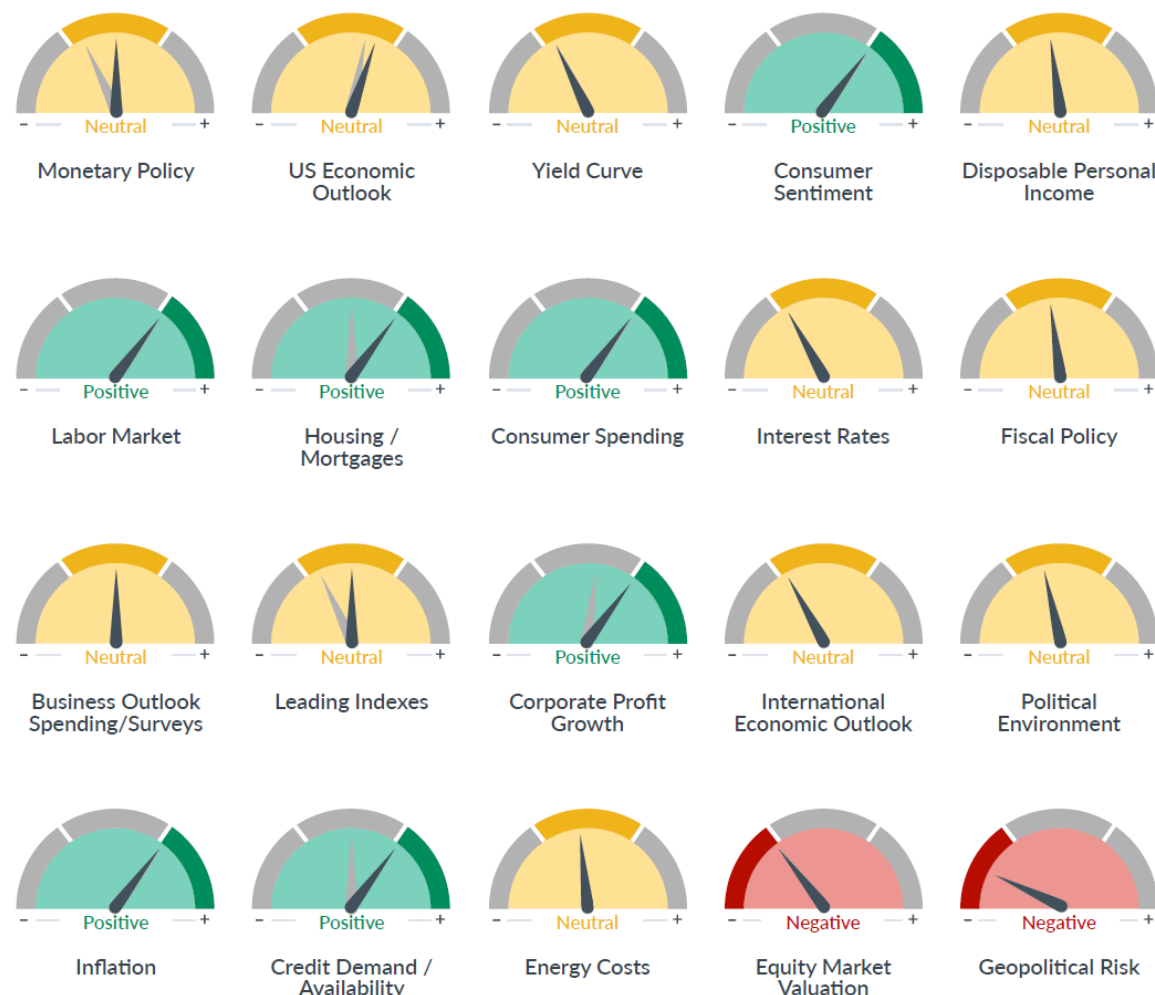 - Neutral +
Monetary Policy
- Neutral +
US Economic
Outlook
- Neutral +
Yield Curve
- Positive +
Consumer
Sentiment
- Neutral +
Disposable Personal
Income
- Positive +
Labor Market
- Positive +
Housing /
Mortgages
- Positive +
Consumer Spending
- Neutral +
Interest Rates
- Neutral +
Fiscal Policy
- Neutral +
Business Outlook
Spending/Surveys
- Neutral +
Leading Indexes
- Positive +
Corporate Profit
Growth
- Neutral +
International
Economic Outlook
- Neutral +
Political
Environment
- Positive +
Inflation
- Positive +
Credit Demand /
Availability
- Neutral +
Energy Costs
- Negative +
Equity Market
Valuation
- Negative +
Geopolitical Risk